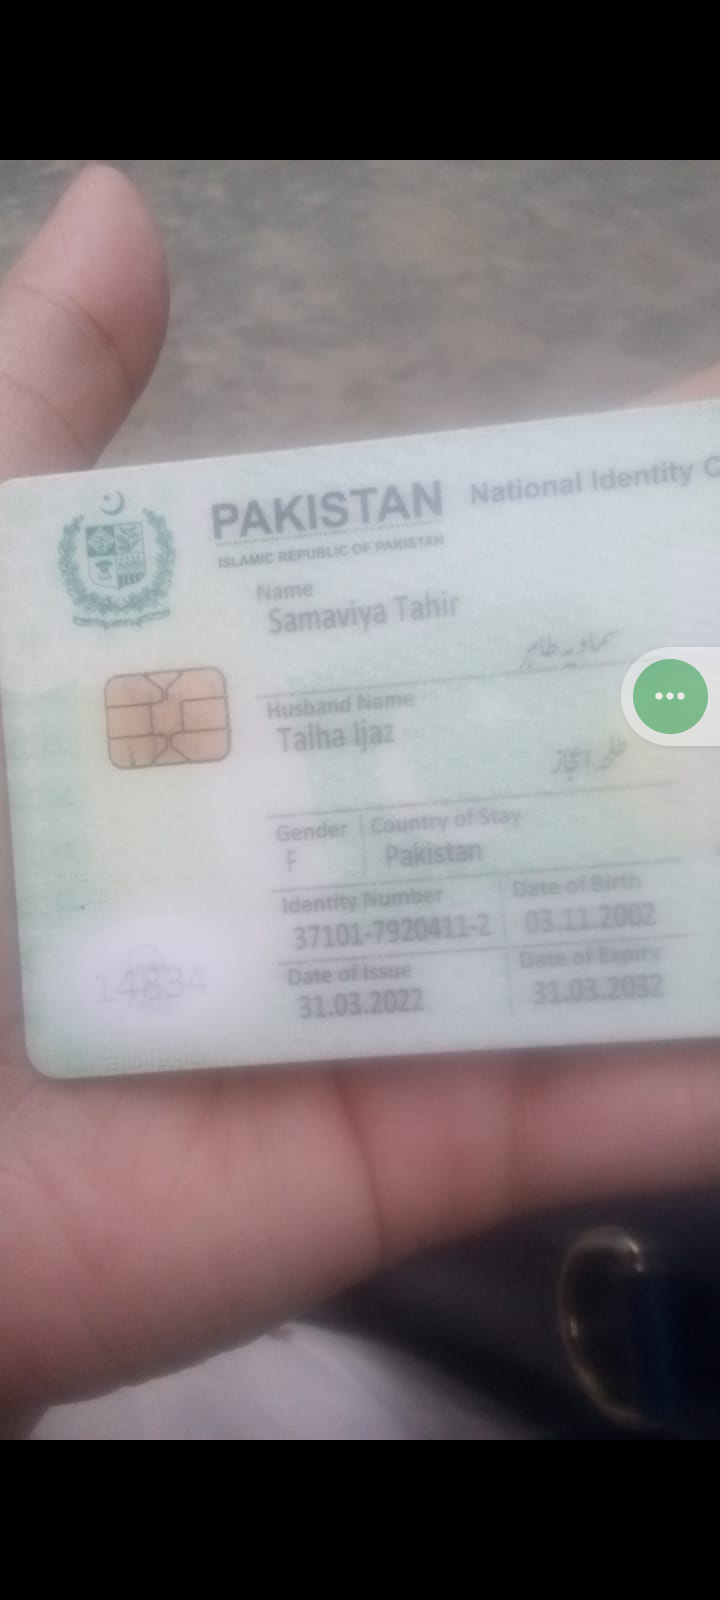 PAKISTAN National Identity C
ISLAMIC REPUBLIC OF PAKISTAN
Name
Samaviya Tahir
سماویہ طاہر
Husband Name
Talha Ijaz
طلحہ اعجاز
Gender Country of Stay
F Pakistan
Identity Number Date of Birth
37101-7920411-2 03.11.2002
Date of Issue Date of Expiry
31.03.2022 31.03.2032
14834